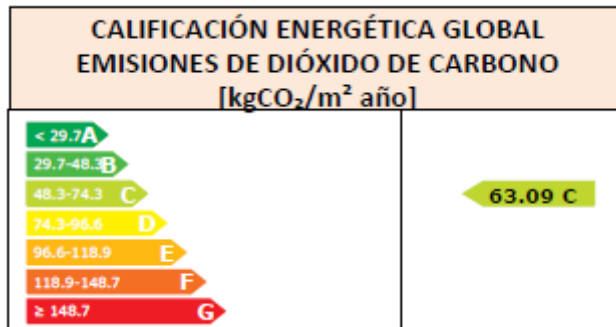 CALIFICACIÓN ENERGÉTICA GLOBAL
EMISIONES DE DIÓXIDO DE CARBONO
[kgCO₂/m² año]
< 29.7 A
29.7-48.3 B
48.3-74.3 C
63.09 C
74.3-96.6 D
96.6-118.9 E
118.9-148.7 F
≥ 148.7 G